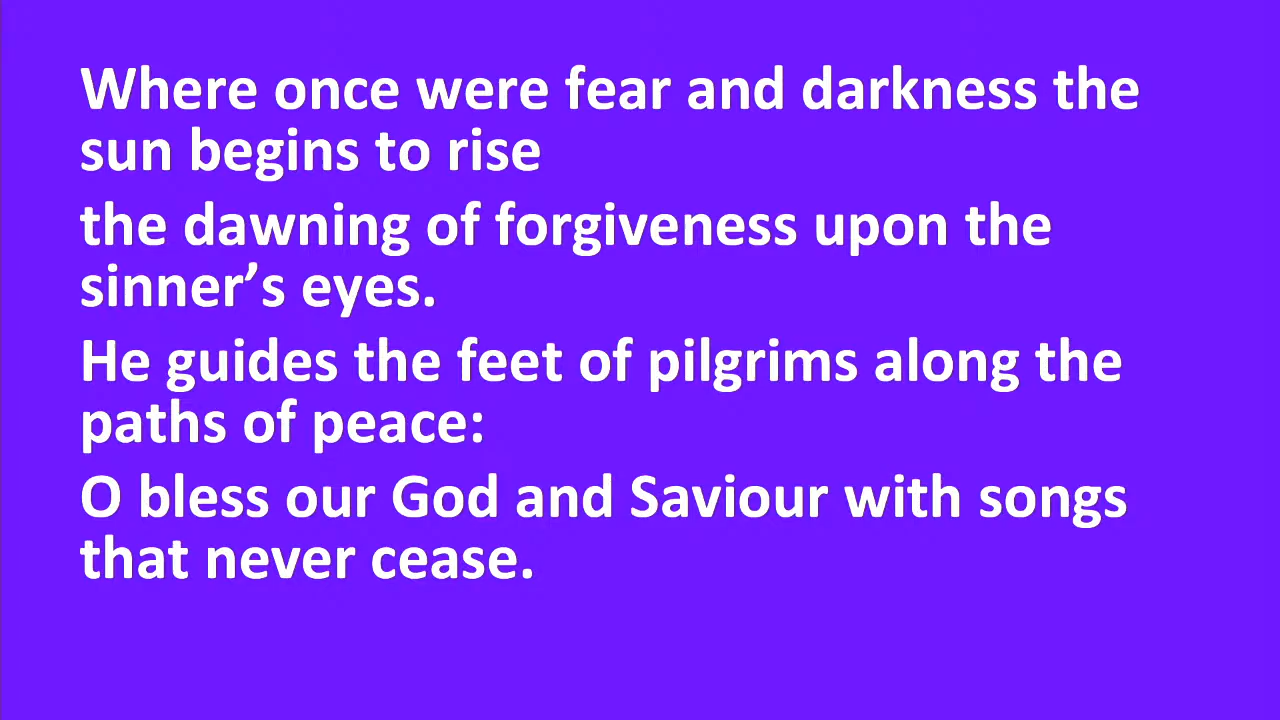 Where once were fear and darkness the
sun begins to rise
the dawning of forgiveness upon the
sinner’s eyes.
He guides the feet of pilgrims along the
paths of peace:
O bless our God and Saviour with songs
that never cease.